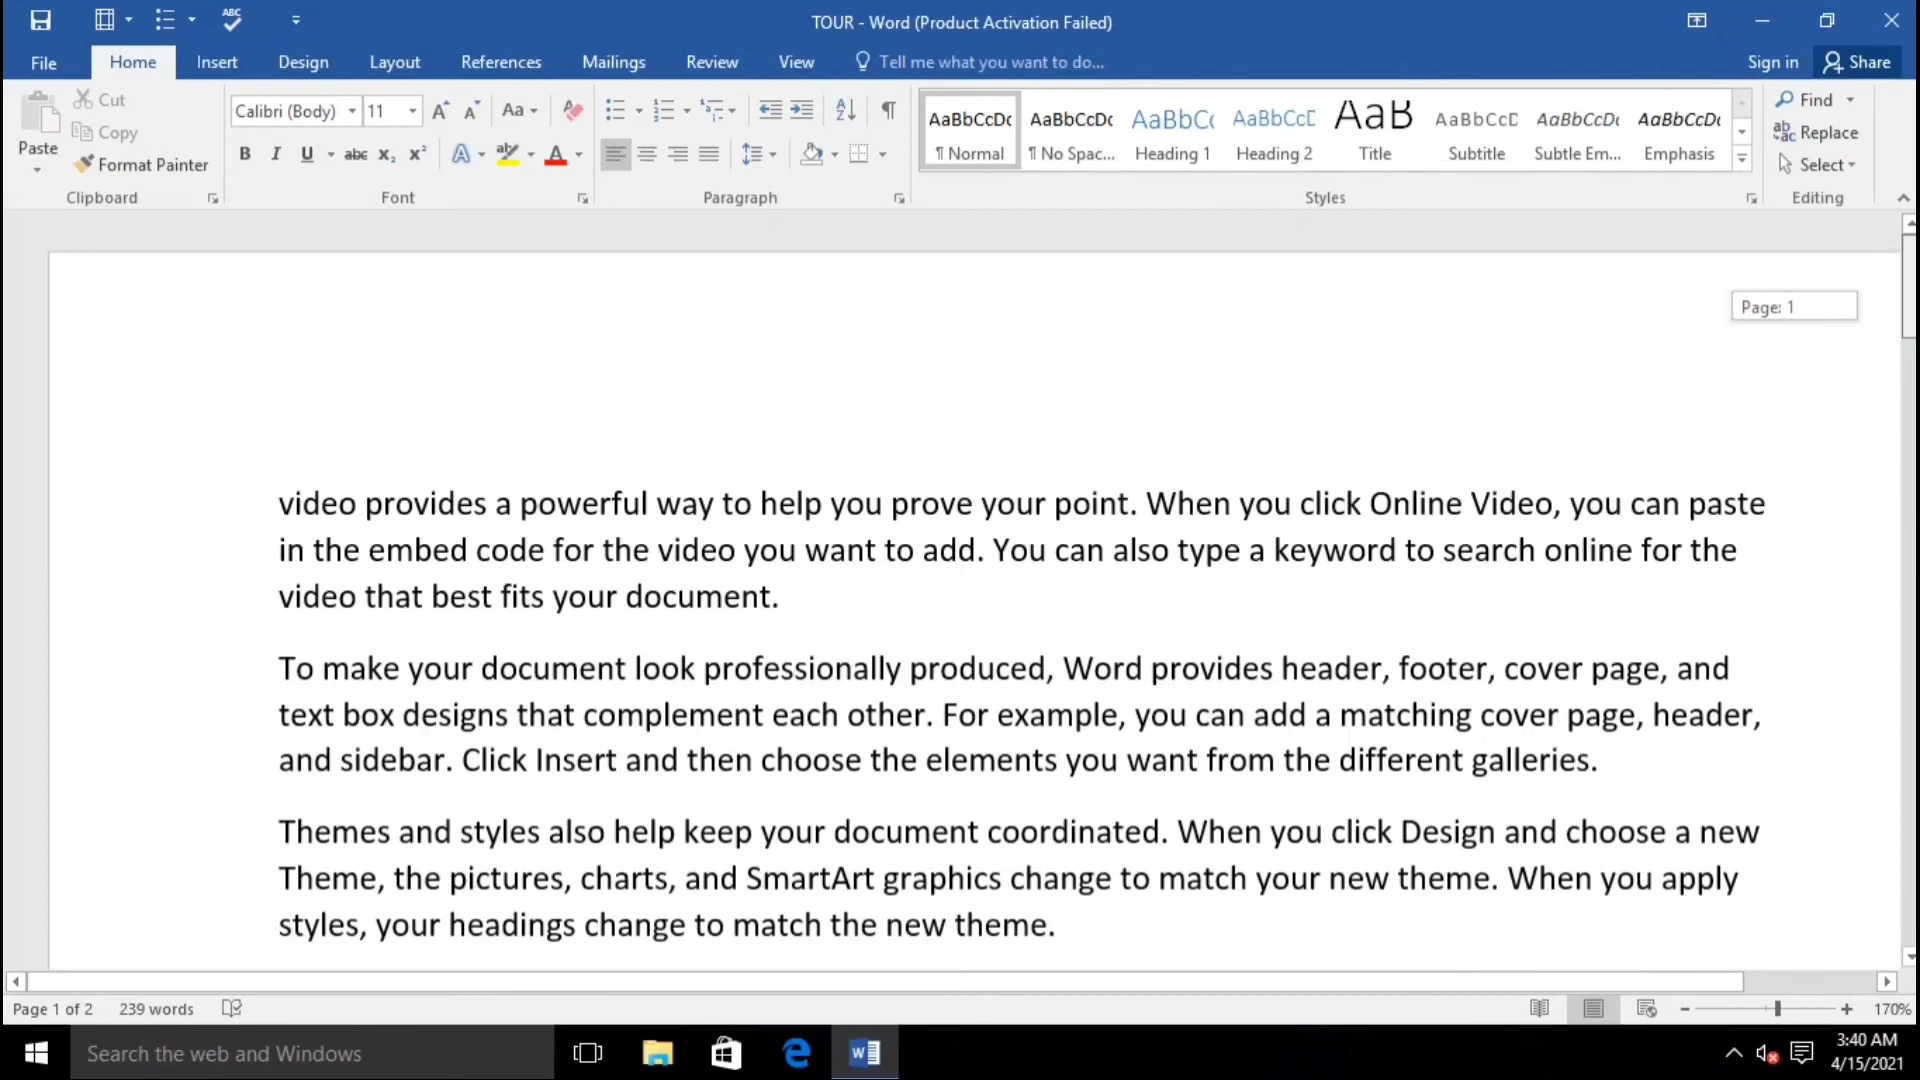 ABC
TOUR - Word (Product Activation Failed)
File Home Insert Design Layout References Mailings Review View Tell me what you want to do... Sign in Share
Paste
Cut
Copy
Format Painter
Clipboard
Calibri (Body) 11 A A Aa
B I U abc X₂ X² A aby A
Font
A Z ¶
Paragraph
AaBbCcDc AaBbCcDc AaBbC AaBbCcD AaB AaBbCcD AaBbCcDc AaBbCcDc
¶ Normal ¶ No Spac... Heading 1 Heading 2 Title Subtitle Subtle Em... Emphasis
Styles
Find
Replace
Select
Editing
Page: 1
video provides a powerful way to help you prove your point. When you click Online Video, you can paste
in the embed code for the video you want to add. You can also type a keyword to search online for the
video that best fits your document.
To make your document look professionally produced, Word provides header, footer, cover page, and
text box designs that complement each other. For example, you can add a matching cover page, header,
and sidebar. Click Insert and then choose the elements you want from the different galleries.
Themes and styles also help keep your document coordinated. When you click Design and choose a new
Theme, the pictures, charts, and SmartArt graphics change to match your new theme. When you apply
styles, your headings change to match the new theme.
Page 1 of 2 239 words 170%
Search the web and Windows
3:40 AM
4/15/2021